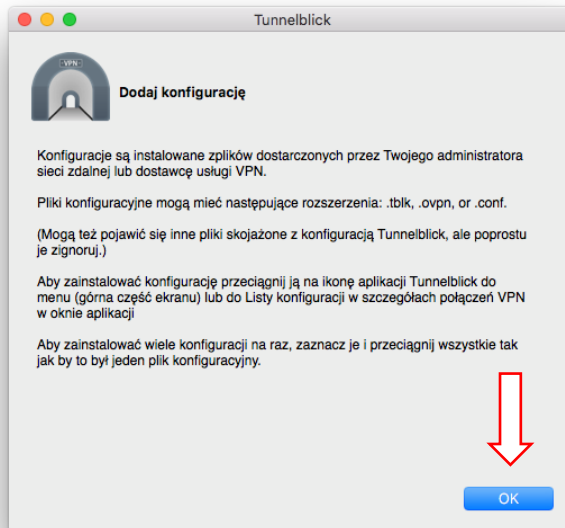 Tunnelblick
VPN
Dodaj konfigurację
Konfiguracje są instalowane zplików dostarczonych przez Twojego administratora
sieci zdalnej lub dostawcę usługi VPN.
Pliki konfiguracyjne mogą mieć następujące rozszerzenia: .tblk, .ovpn, or .conf.
(Mogą też pojawić się inne pliki skojażone z konfiguracją Tunnelblick, ale poprostu
je zignoruj.)
Aby zainstalować konfigurację przeciągnij ją na ikonę aplikacji Tunnelblick do
menu (górna część ekranu) lub do Listy konfiguracji w szczegółach połączeń VPN
w oknie aplikacji
Aby zainstalować wiele konfiguracji na raz, zaznacz je i przeciągnij wszystkie tak
jak by to był jeden plik konfiguracyjny.
OK